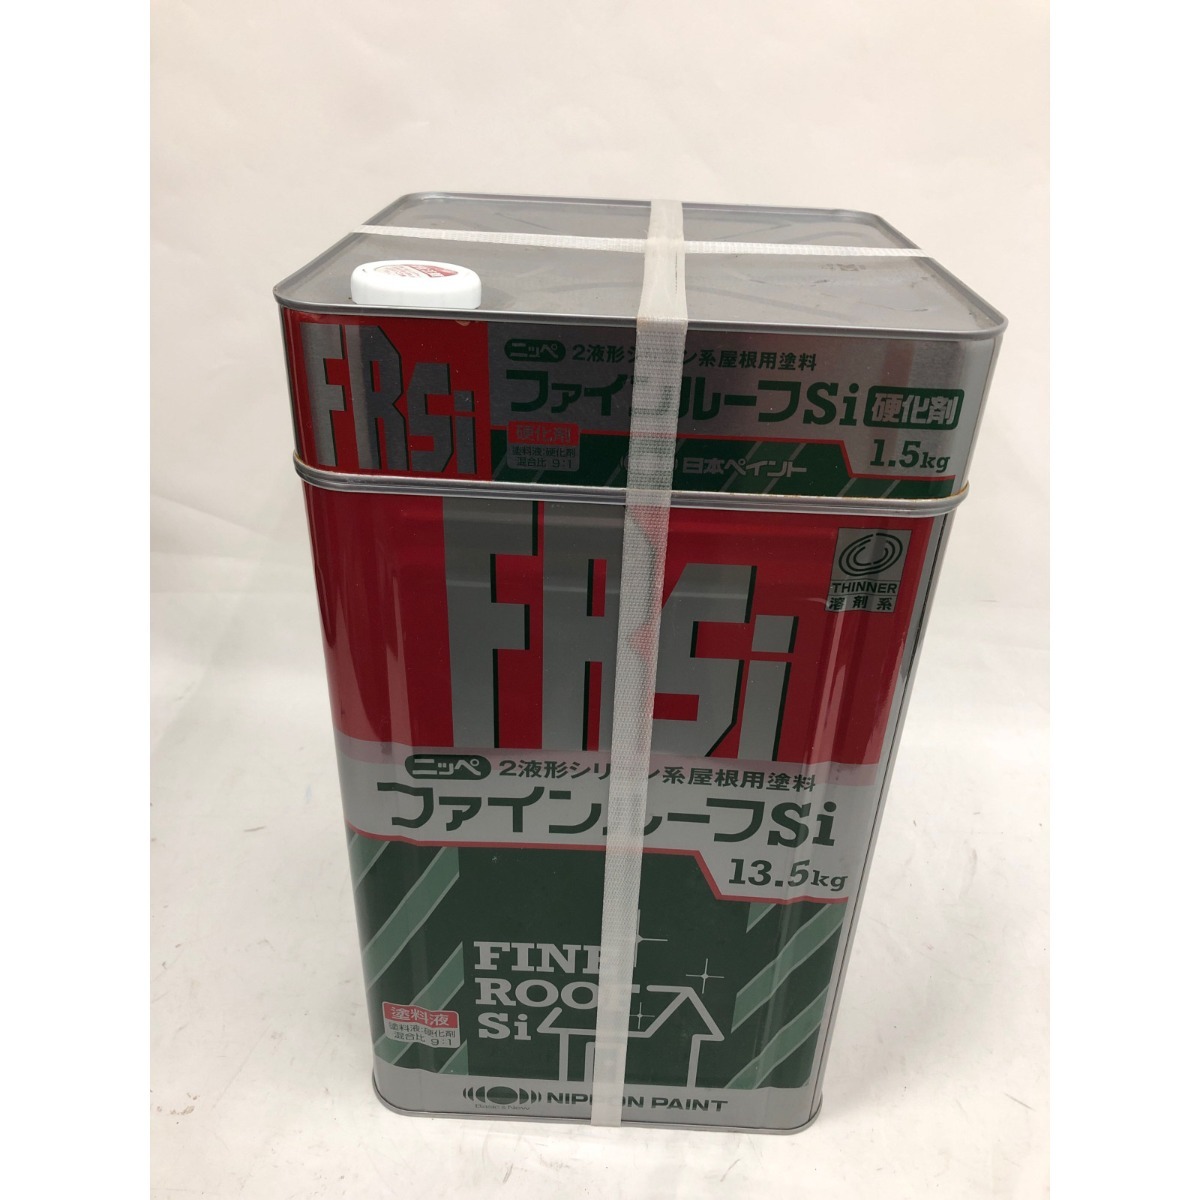 FRSi
ニッペ 2液形シリコン系屋根用塗料
ファインルーフSi 硬化剤
硬化剤
塗料液:硬化剤
混合比 9:1
日本ペイント
1.5kg
FRSi
THINNER
溶剤系
ニッペ 2液形シリコン系屋根用塗料
ファインルーフSi
13.5kg
FINE
ROOF
Si
塗料液
塗料液:硬化剤
混合比 9:1
NIPPON PAINT